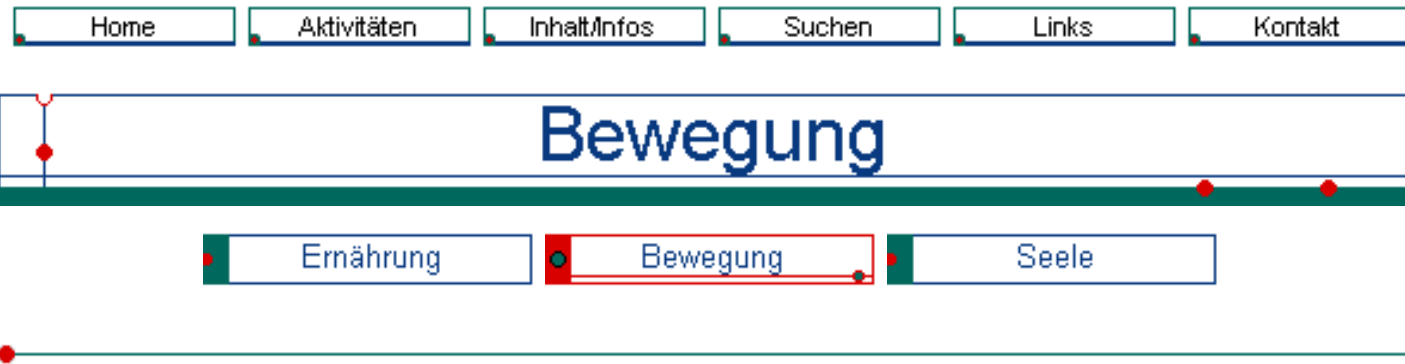 Home Aktivitäten Inhalt/Infos Suchen Links Kontakt
Bewegung
Ernährung Bewegung Seele